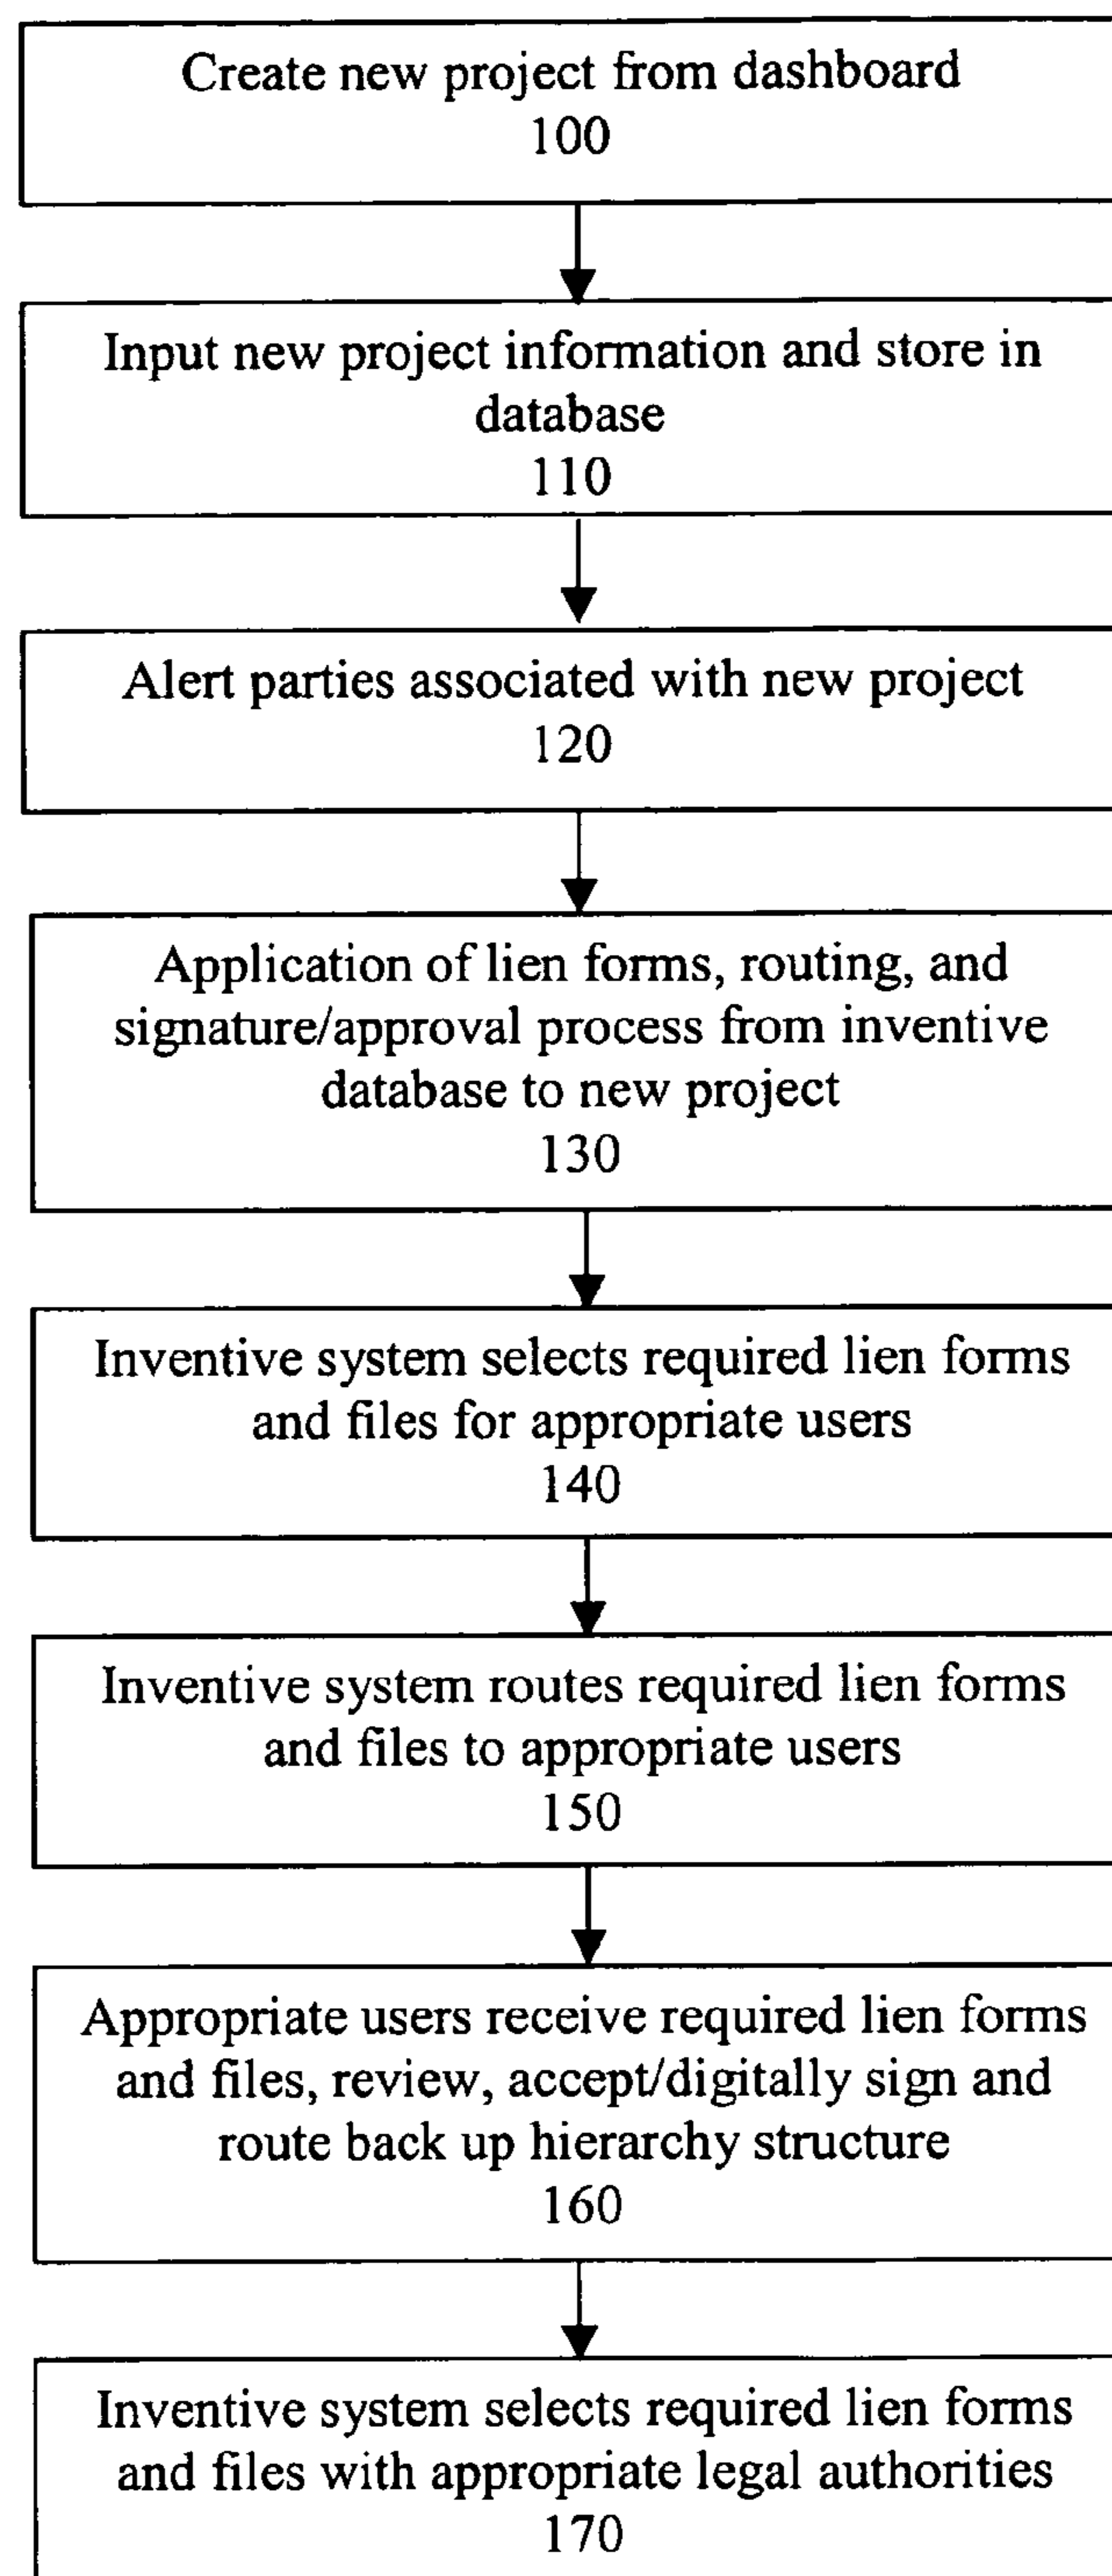 Create new project from dashboard
100
Input new project information and store in
database
110
Alert parties associated with new project
120
Application of lien forms, routing, and
signature/approval process from inventive
database to new project
130
Inventive system selects required lien forms
and files for appropriate users
140
Inventive system routes required lien forms
and files to appropriate users
150
Appropriate users receive required lien forms
and files, review, accept/digitally sign and
route back up hierarchy structure
160
Inventive system selects required lien forms
and files with appropriate legal authorities
170